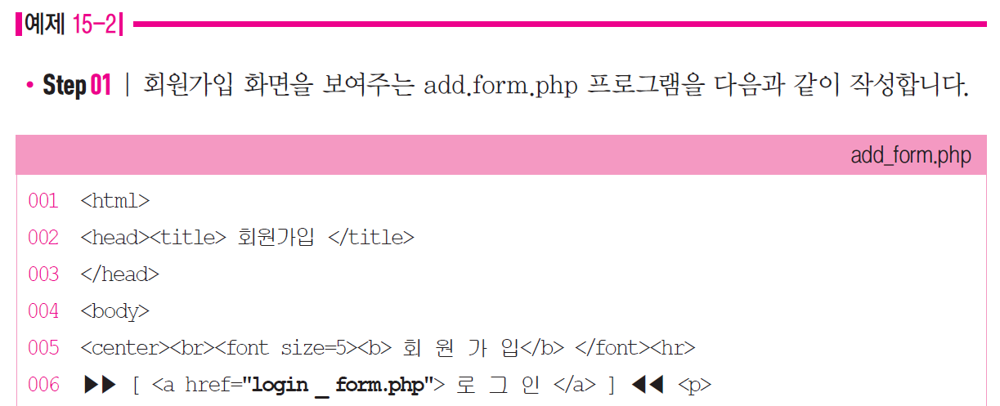 예제 15-2
• Step 01 | 회원가입 화면을 보여주는 add.form.php 프로그램을 다음과 같이 작성합니다.
add_form.php
001 <html>
002 <head><title> 회원가입 </title>
003 </head>
004 <body>
005 <center><br><font size=5><b> 회 원 가 입</b> </font><hr>
006 ▶▶ [ <a href="login _ form.php"> 로 그 인 </a> ] ◀◀ <p>